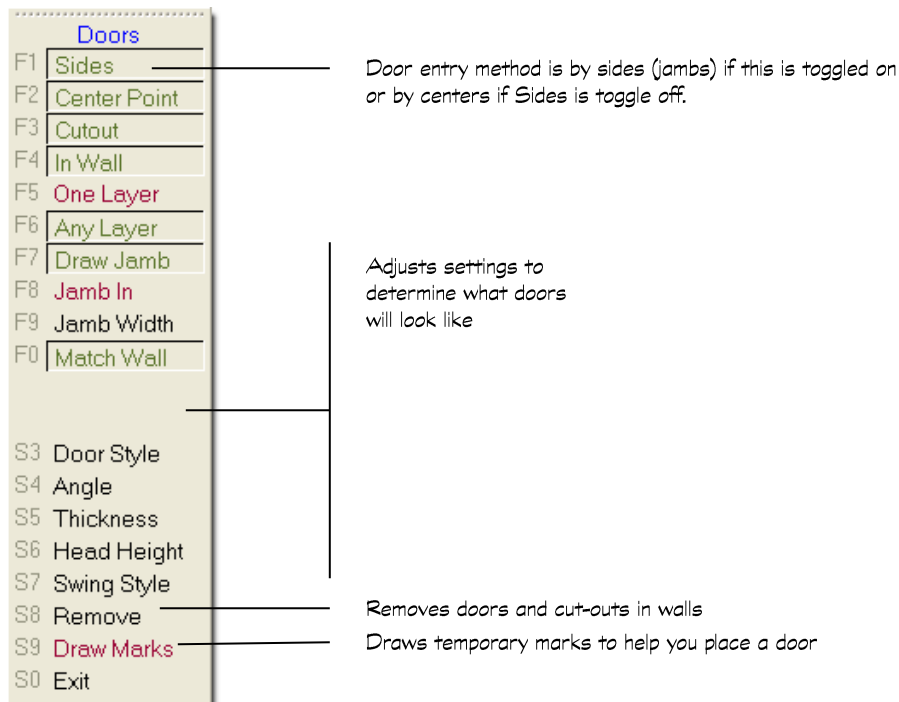 Doors
F1 Sides
F2 Center Point
F3 Cutout
F4 In Wall
F5 One Layer
F6 Any Layer
F7 Draw Jamb
F8 Jamb In
F9 Jamb Width
F0 Match Wall
S3 Door Style
S4 Angle
S5 Thickness
S6 Head Height
S7 Swing Style
S8 Remove
S9 Draw Marks
S0 Exit
Door entry method is by sides (jambs) if this is toggled on
or by centers if Sides is toggle off.
Adjusts settings to
determine what doors
will look like
Removes doors and cut-outs in walls
Draws temporary marks to help you place a door